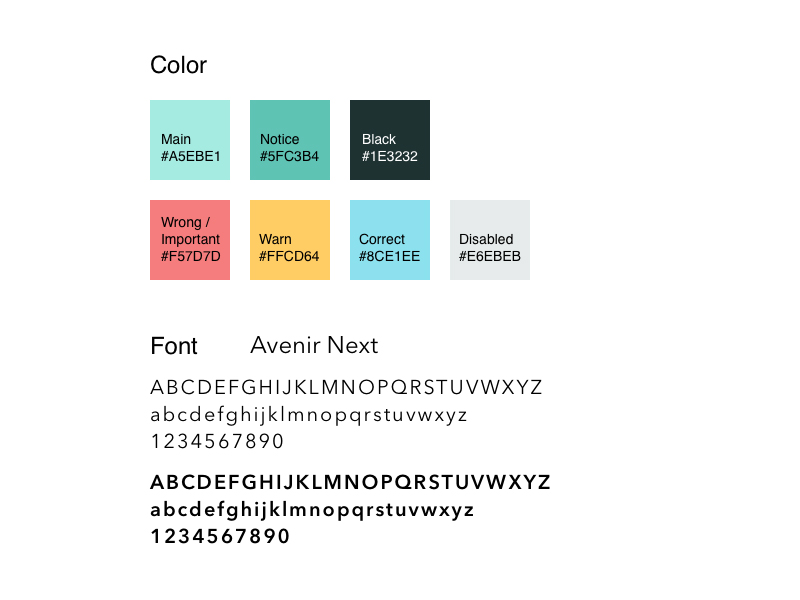 Color
Main
#A5EBE1
Notice
#5FC3B4
Black
#1E3232
Wrong /
Important
#F57D7D
Warn
#FFCD64
Correct
#8CE1EE
Disabled
#E6EBEB
Font
Avenir Next
ABCDEFGHIJKLMNOPQRSTUVWXYZ
abcdefghijklmnopqrstuvwxyz
1234567890
ABCDEFGHIJKLMNOPQRSTUVWXYZ
abcdefghijklmnopqrstuvwxyz
1234567890